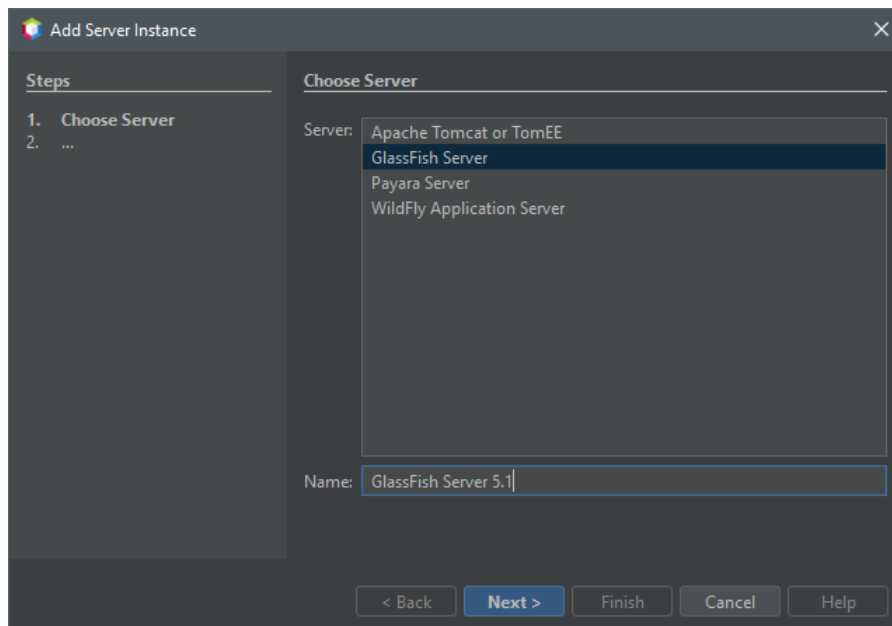 Add Server Instance
Steps
1. Choose Server
2. ...
Choose Server
Server:
Apache Tomcat or TomEE
GlassFish Server
Payara Server
WildFly Application Server
Name: GlassFish Server 5.1
< Back Next > Finish Cancel Help